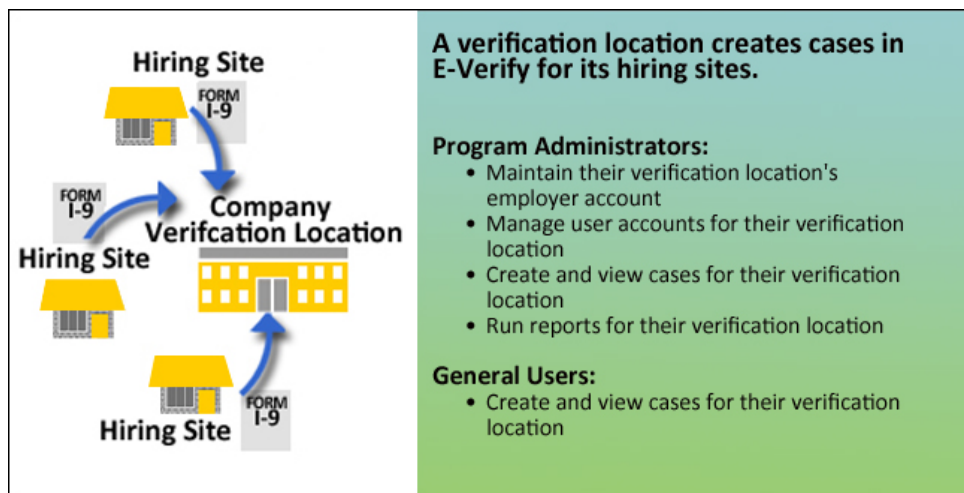 Hiring Site
FORM
I-9
FORM
I-9
Hiring Site
Company
Verifcation Location
Hiring Site
FORM
I-9
A verification location creates cases in
E-Verify for its hiring sites.
Program Administrators:
• Maintain their verification location's
employer account
• Manage user accounts for their verification
location
• Create and view cases for their verification
location
• Run reports for their verification location
General Users:
• Create and view cases for their verification
location